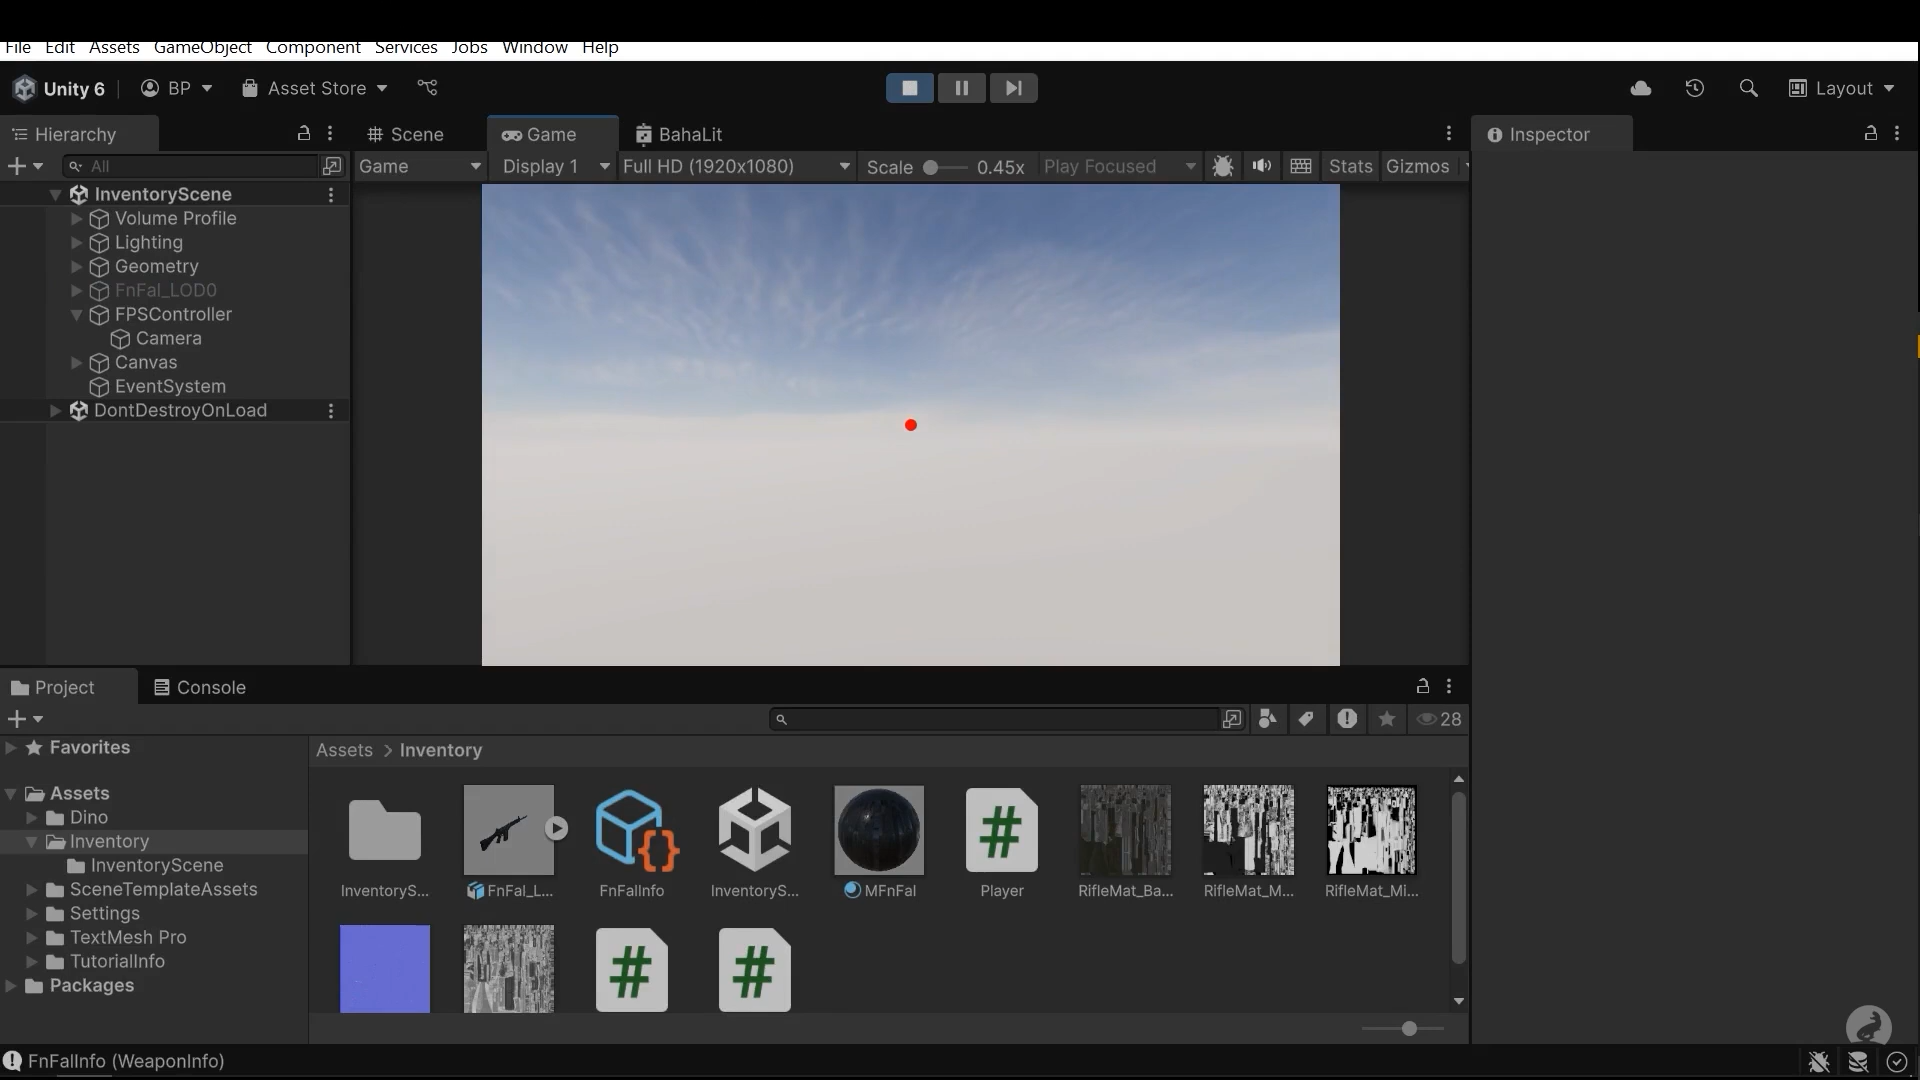 File Edit Assets GameObject Component Services Jobs Window Help
Unity 6 BP Asset Store Layout
Hierarchy Scene Game BahaLit Inspector
All Game Display 1 Full HD (1920x1080) Scale 0.45x Play Focused Stats Gizmos
InventoryScene
Volume Profile
Lighting
Geometry
FnFal_LOD0
FPSController
Camera
Canvas
EventSystem
DontDestroyOnLoad
Project Console
28
Favorites
Assets > Inventory
Assets
Dino
Inventory
InventoryScene
SceneTemplateAssets
Settings
TextMesh Pro
TutorialInfo
Packages
InventoryS... FnFal_L... FnFalInfo InventoryS... MFnFal Player RifleMat_Ba... RifleMat_M... RifleMat_Mi...
FnFalInfo (WeaponInfo)